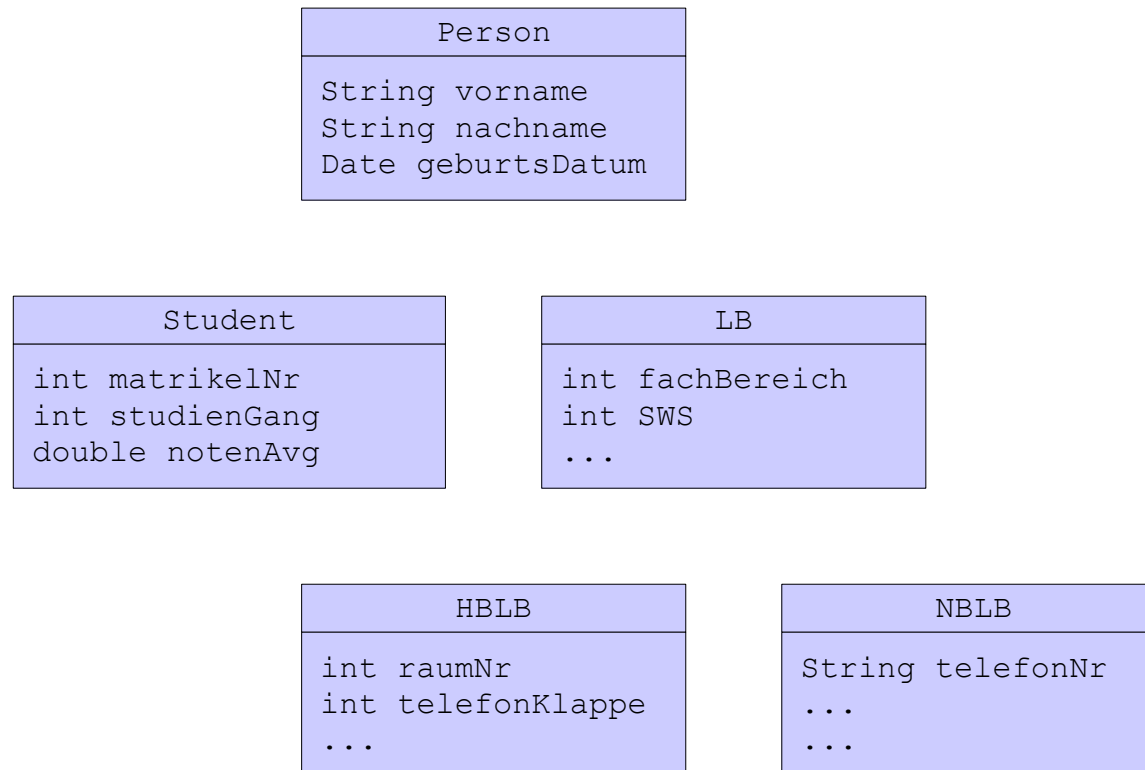 Person
String vorname
String nachname
Date geburtsDatum
Student
int matrikelNr
int studienGang
double notenAvg
LB
int fachBereich
int SWS
...
HBLB
int raumNr
int telefonKlappe
...
NBLB
String telefonNr
...
...